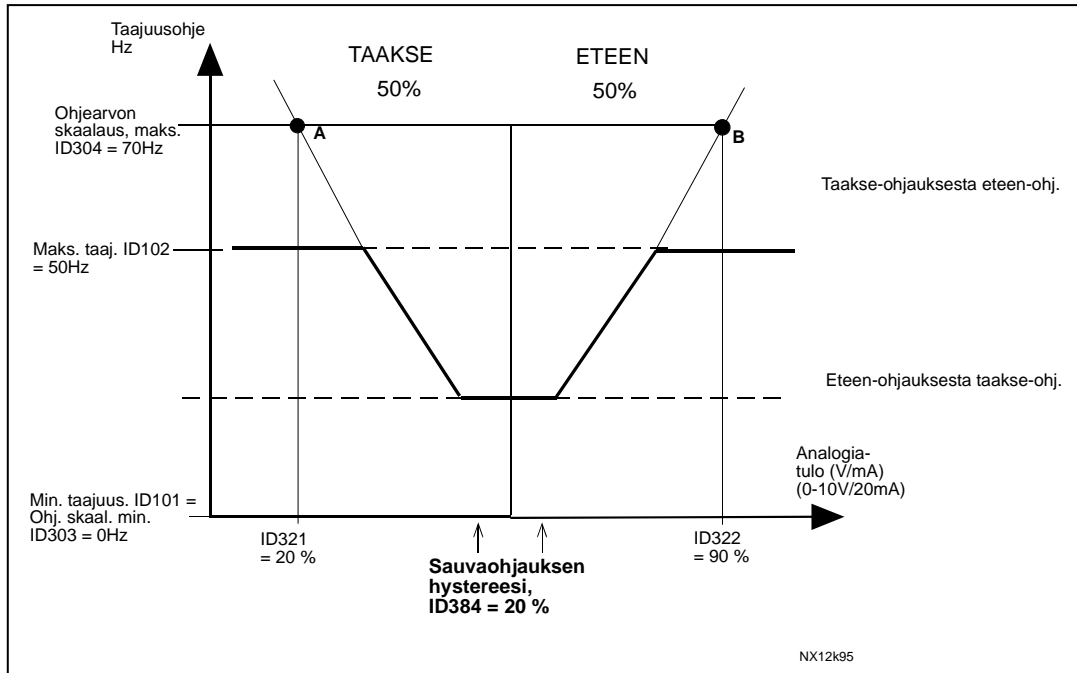 Taajuusohje
Hz
TAAKSE
50%
ETEEN
50%
Ohjearvon
skaalaus, maks.
ID304 = 70Hz
A
B
Taakse-ohjauksesta eteen-ohj.
Maks. taaj. ID102
= 50Hz
Eteen-ohjauksesta taakse-ohj.
Analogia-
tulo (V/mA)
(0-10V/20mA)
Min. taajuus. ID101 =
Ohj. skaal. min.
ID303 = 0Hz
ID321
= 20 %
ID322
= 90 %
Sauvaohjauksen
hystereesi,
ID384 = 20 %
NX12k95